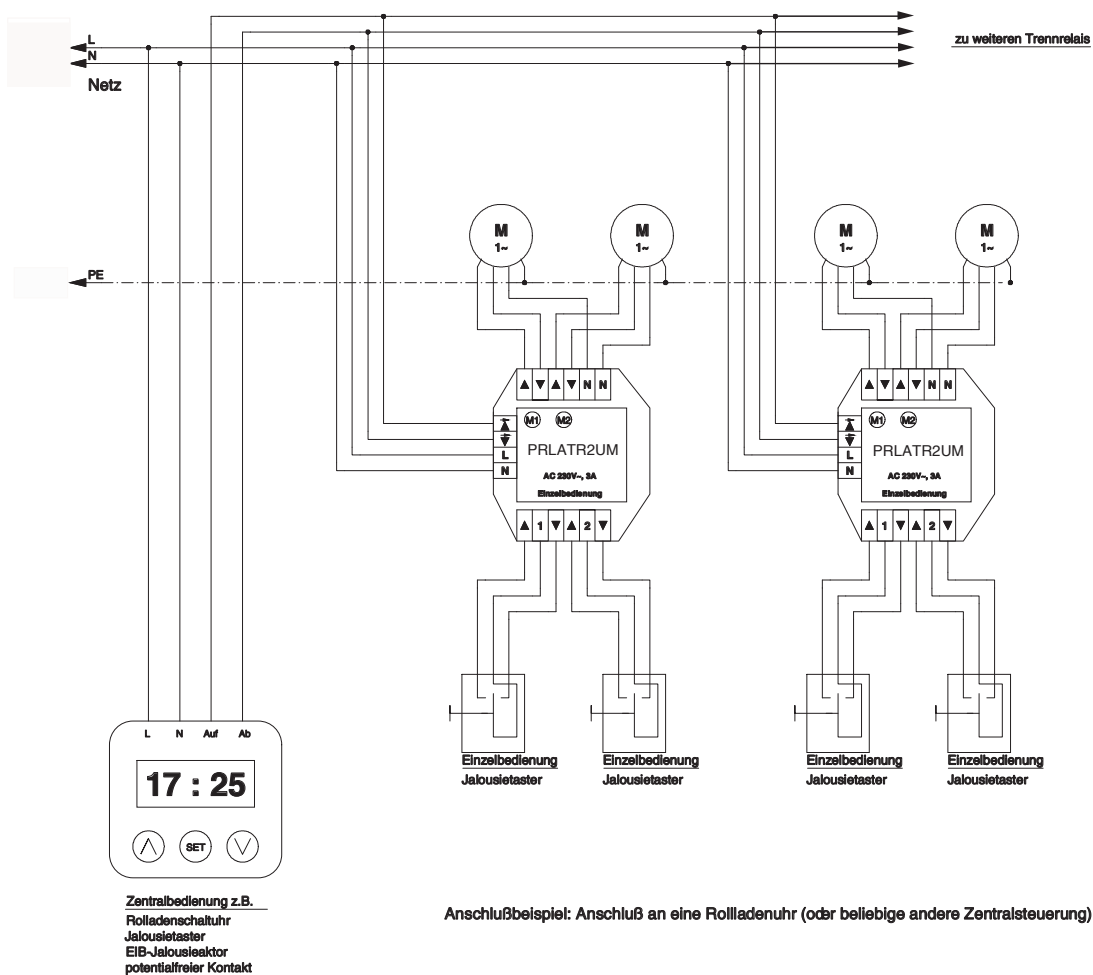 L
zu weiteren Trennrelais
N
Netz
M M M M
1~ 1~ 1~ 1~
PE
▲ ▼ ▲ ▼ N N ▲ ▼ ▲ ▼ N N
M1 M2 M1 M2
PRLATR2UM PRLATR2UM
L L
N N
AC 230V~, 3A AC 230V~, 3A
Einzelbedienung Einzelbedienung
▲ 1 ▼ ▲ 2 ▼ ▲ 1 ▼ ▲ 2 ▼
L N Auf Ab
Einzelbedienung Einzelbedienung Einzelbedienung Einzelbedienung
Jalousietaster Jalousietaster Jalousietaster Jalousietaster
17 : 25
SET
Zentralbedienung z.B.
Rolladenschaltuhr
Jalousietaster
EIB-Jalousieaktor
potentialfreier Kontakt
Anschlußbeispiel: Anschluß an eine Rollladenuhr (oder beliebige andere Zentralsteuerung)